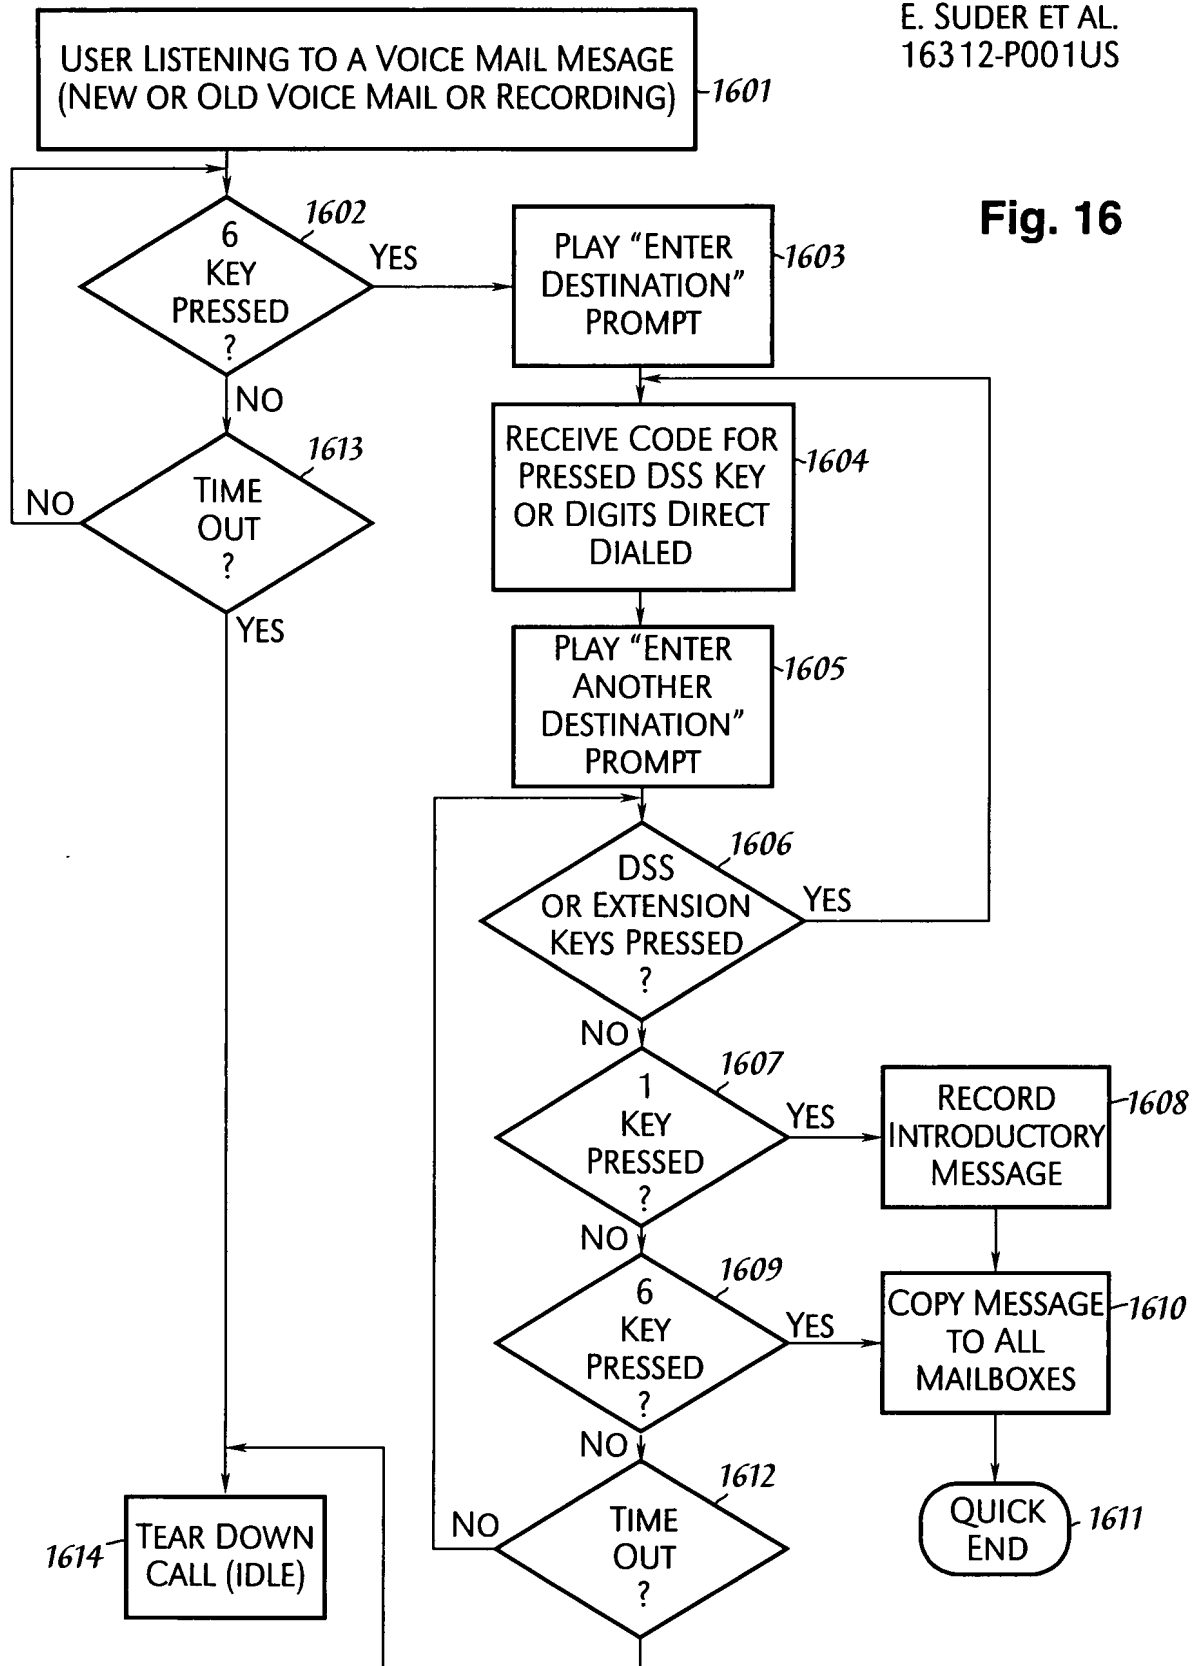 E. SUDER ET AL.
16312-P001US
Fig. 16
USER LISTENING TO A VOICE MAIL MESAGE
(NEW OR OLD VOICE MAIL OR RECORDING)
1601
6
KEY
PRESSED
?
1602
YES
NO
PLAY “ENTER
DESTINATION”
PROMPT
1603
TIME
OUT
?
1613
NO
YES
RECEIVE CODE FOR
PRESSED DSS KEY
OR DIGITS DIRECT
DIALED
1604
PLAY “ENTER
ANOTHER
DESTINATION”
PROMPT
1605
DSS
OR EXTENSION
KEYS PRESSED
?
1606
YES
NO
1
KEY
PRESSED
?
1607
YES
NO
RECORD
INTRODUCTORY
MESSAGE
1608
6
KEY
PRESSED
?
1609
YES
NO
COPY MESSAGE
TO ALL
MAILBOXES
1610
TIME
OUT
?
1612
NO
QUICK
END
1611
TEAR DOWN
CALL (IDLE)
1614